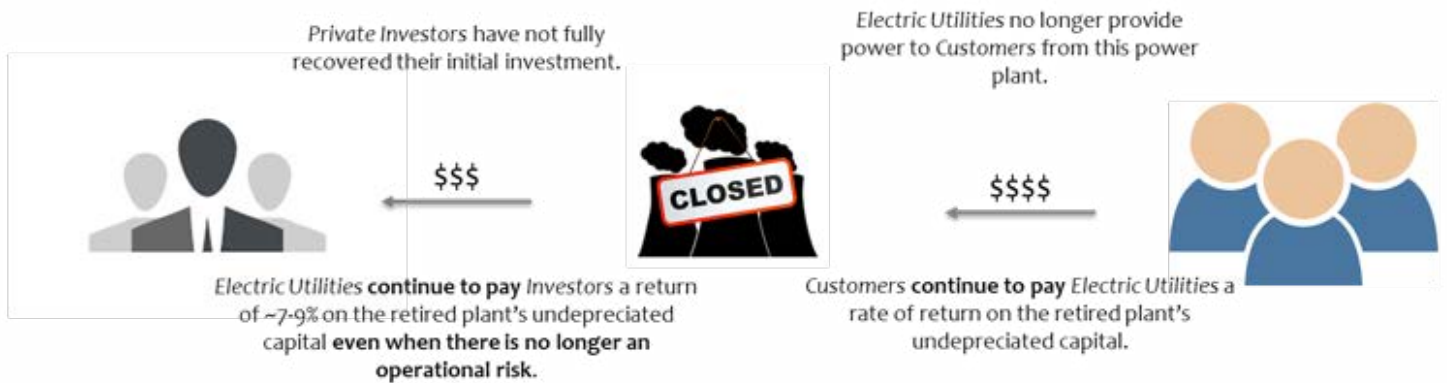 Private Investors have not fully
recovered their initial investment.
Electric Utilities no longer provide
power to Customers from this power
plant.
$$$
CLOSED
$$$$
Electric Utilities continue to pay Investors a return
of ~7-9% on the retired plant's undepreciated
capital even when there is no longer an
operational risk.
Customers continue to pay Electric Utilities a
rate of return on the retired plant's
undepreciated capital.